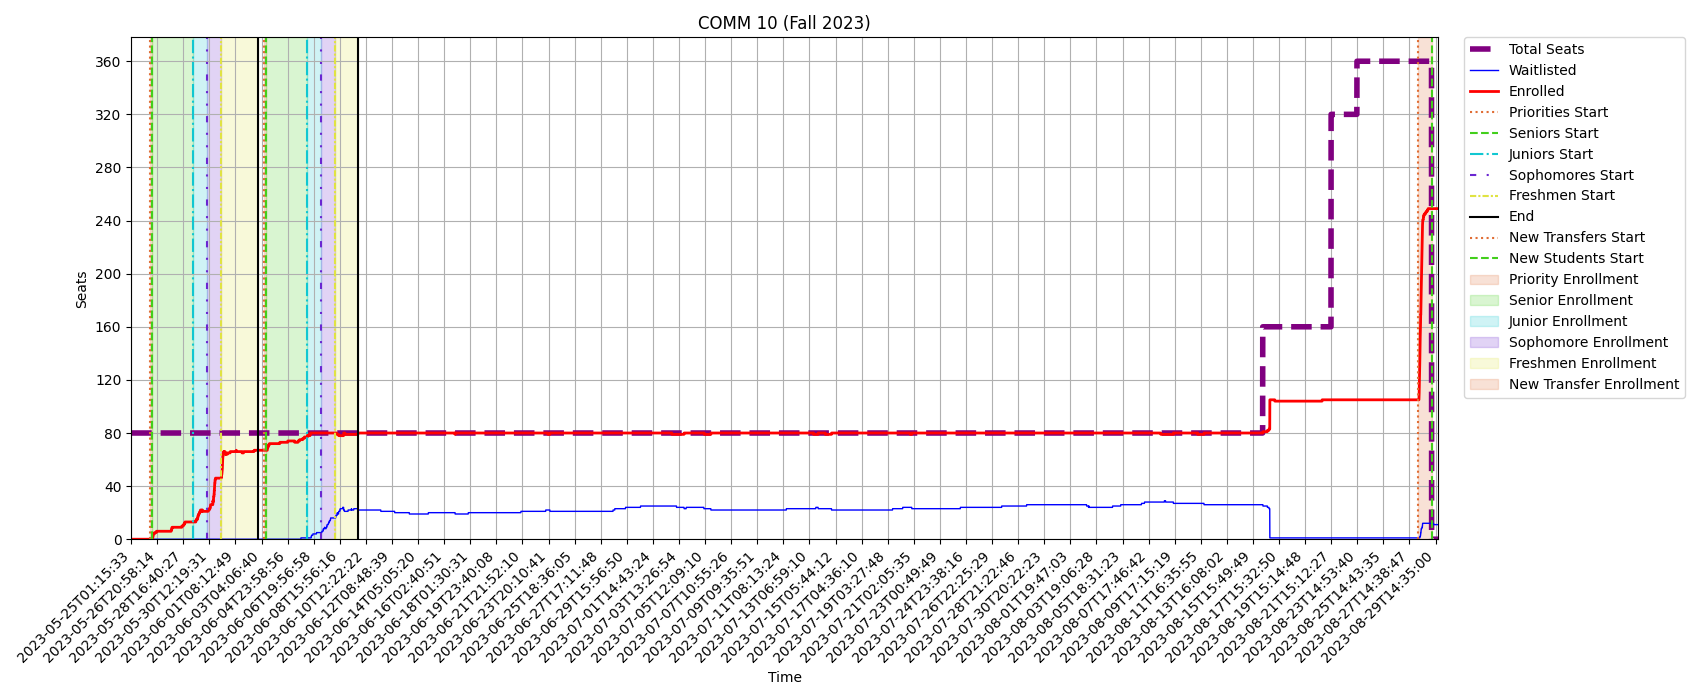 COMM 10 (Fall 2023)
Seats
360
320
280
240
200
160
120
80
40
0
2023-05-25T01:15:33
2023-05-26T20:58:14
2023-05-28T16:40:27
2023-05-30T12:19:31
2023-06-01T08:12:49
2023-06-03T04:06:40
2023-06-04T23:58:56
2023-06-06T19:56:58
2023-06-08T15:56:16
2023-06-10T12:22:22
2023-06-12T08:48:39
2023-06-14T05:05:20
2023-06-16T02:40:51
2023-06-18T01:30:31
2023-06-19T23:40:08
2023-06-21T21:52:10
2023-06-23T20:10:41
2023-06-25T18:36:05
2023-06-27T17:11:48
2023-06-29T15:56:50
2023-07-01T14:43:24
2023-07-03T13:26:54
2023-07-05T12:09:10
2023-07-07T10:55:26
2023-07-09T09:35:51
2023-07-11T08:13:24
2023-07-13T06:59:10
2023-07-15T05:44:12
2023-07-17T04:36:10
2023-07-19T03:27:48
2023-07-21T02:05:35
2023-07-23T00:49:49
2023-07-24T23:38:16
2023-07-26T22:25:29
2023-07-28T21:22:46
2023-07-30T20:22:23
2023-08-01T19:47:03
2023-08-03T19:06:28
2023-08-05T18:31:23
2023-08-07T17:46:42
2023-08-09T17:15:19
2023-08-11T16:35:55
2023-08-13T16:08:02
2023-08-15T15:49:49
2023-08-17T15:32:50
2023-08-19T15:14:48
2023-08-21T15:12:27
2023-08-23T14:53:40
2023-08-25T14:43:35
2023-08-27T14:38:47
2023-08-29T14:35:00
Time
Total Seats
Waitlisted
Enrolled
Priorities Start
Seniors Start
Juniors Start
Sophomores Start
Freshmen Start
End
New Transfers Start
New Students Start
Priority Enrollment
Senior Enrollment
Junior Enrollment
Sophomore Enrollment
Freshmen Enrollment
New Transfer Enrollment